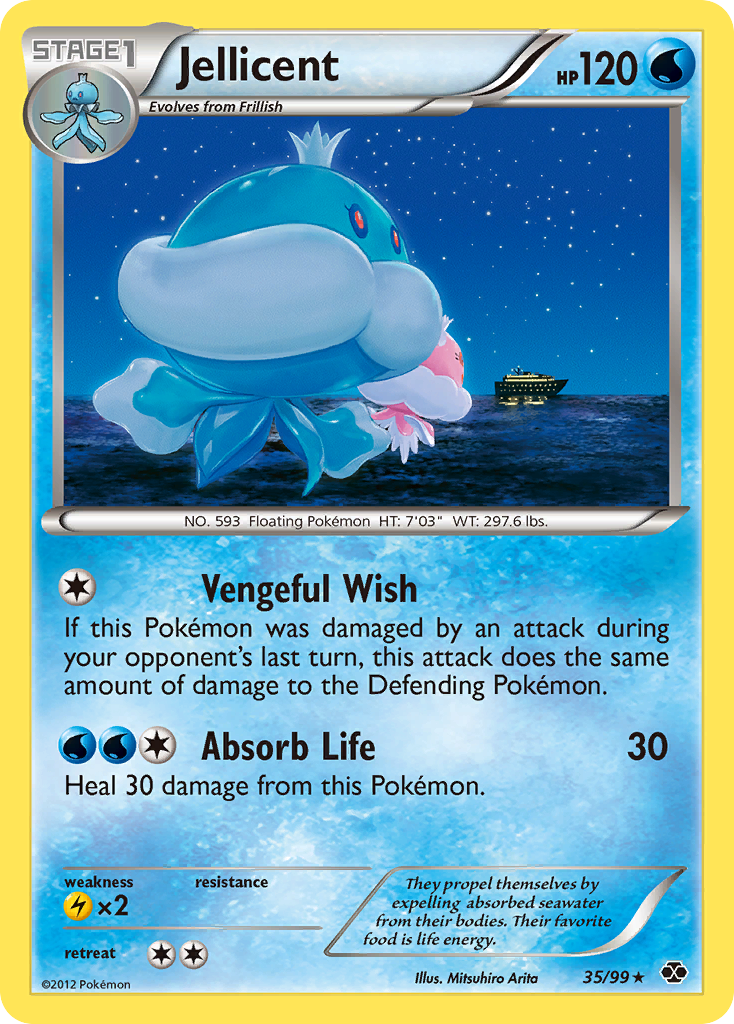 STAGE1
Jellicent
HP120
Evolves from Frillish
NO. 593 Floating Pokémon HT: 7'03" WT: 297.6 lbs.
Vengeful Wish
If this Pokémon was damaged by an attack during
your opponent's last turn, this attack does the same
amount of damage to the Defending Pokémon.
Absorb Life 30
Heal 30 damage from this Pokémon.
weakness resistance
×2
retreat
They propel themselves by
expelling absorbed seawater
from their bodies. Their favorite
food is life energy.
©2012 Pokémon
Illus. Mitsuhiro Arita
35/99★